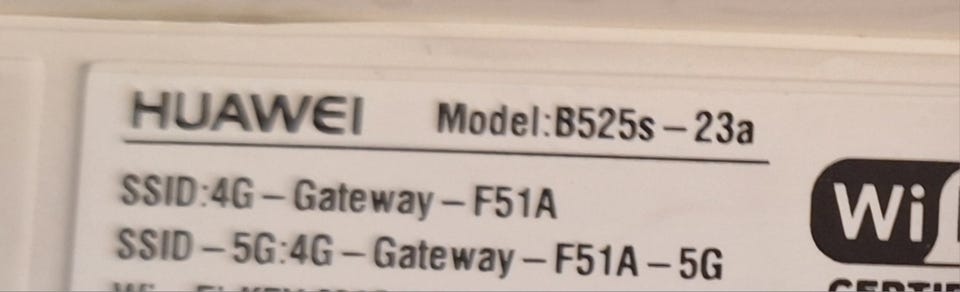 HUAWEI Model:B525s-23a
SSID:4G-Gateway-F51A
SSID-5G:4G-Gateway-F51A-5G
Wi